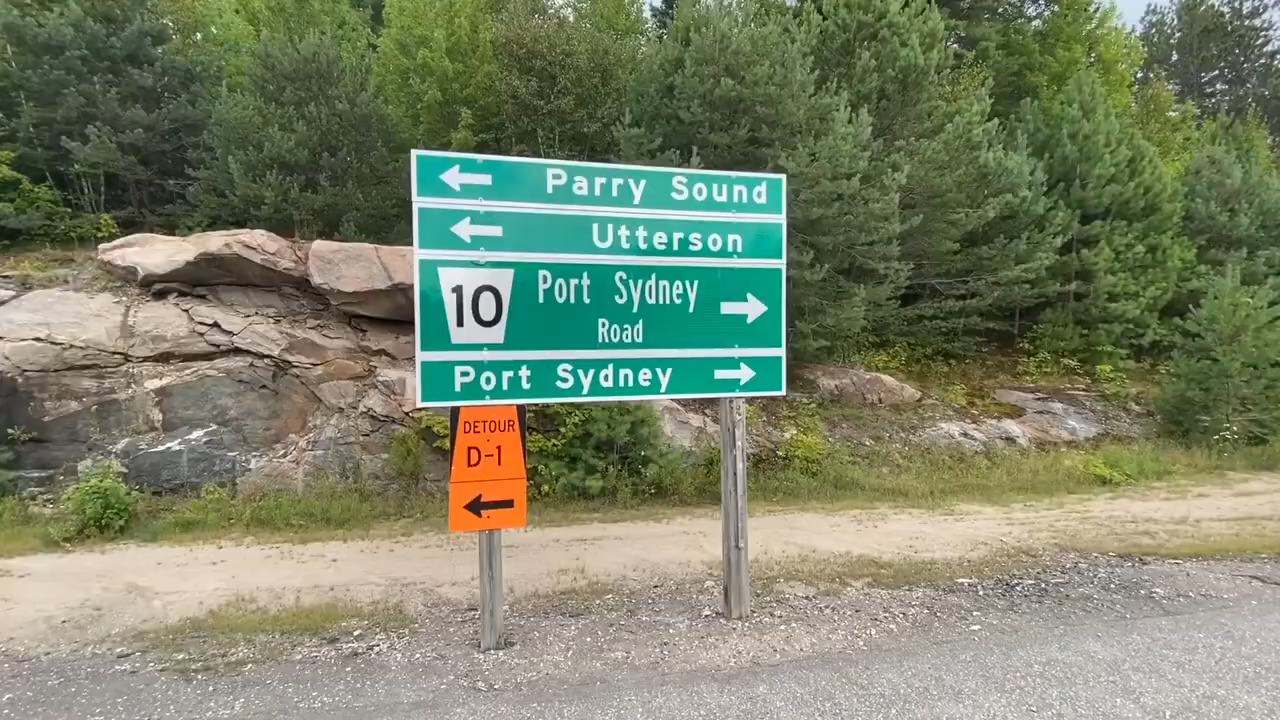 Parry Sound
Utterson
10
Port Sydney
Road
Port Sydney
DETOUR
D-1